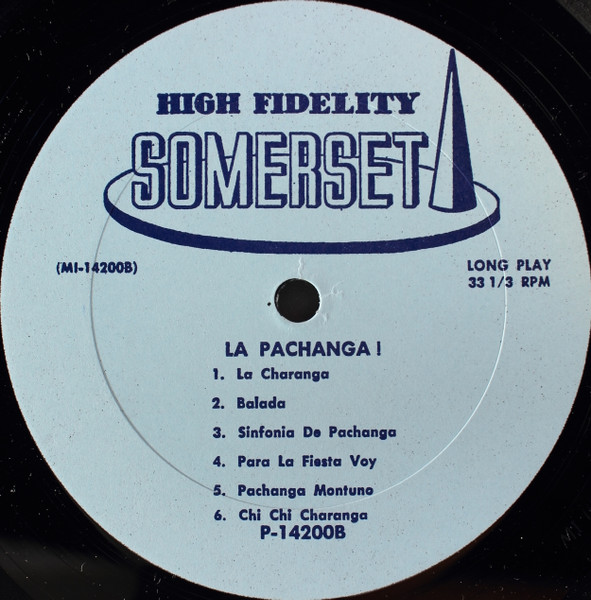 HIGH FIDELITY
SOMERSET
(MI-14200B)
LONG PLAY
33 1/3 RPM
LA PACHANGA!
1. La Charanga
2. Balada
3. Sinfonia De Pachanga
4. Para La Fiesta Voy
5. Pachanga Montuno
6. Chi Chi Charanga
P-14200B